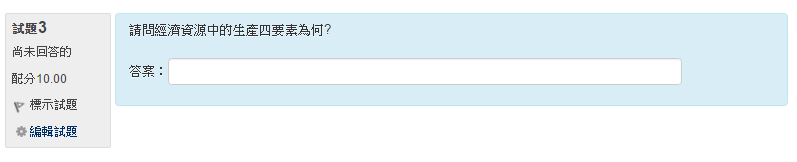 試題3
尚未回答的
配分10.00
標示試題
編輯試題
請問經濟資源中的生產四要素為何?
答案：